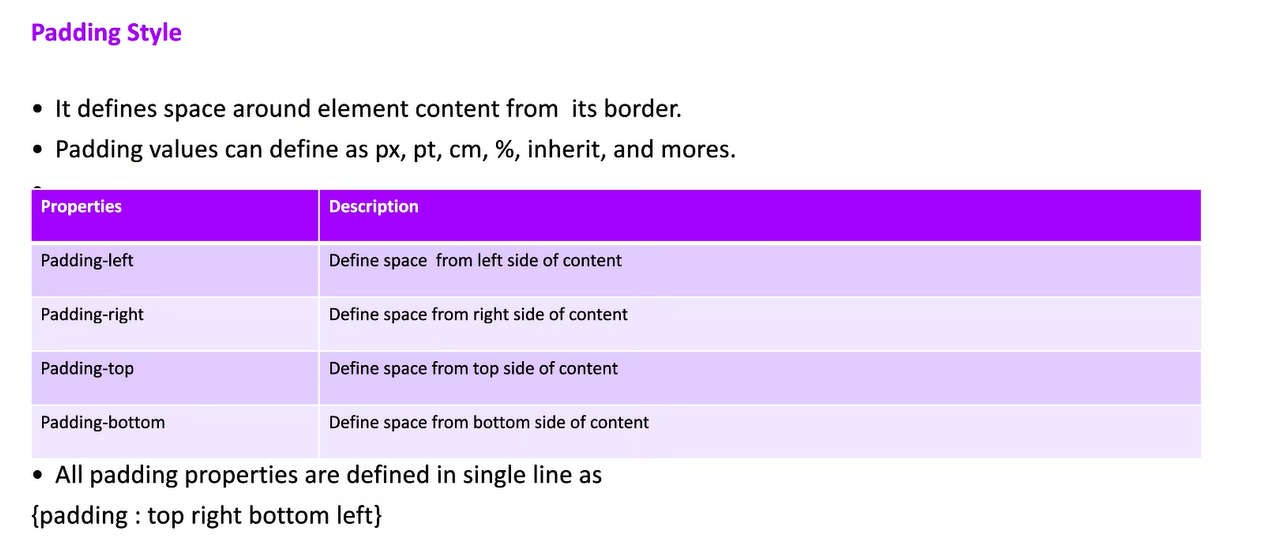 Padding Style
• It defines space around element content from  its border.
• Padding values can define as px, pt, cm, %, inherit, and mores.
•
Properties Description
Padding-left Define space  from left side of content
Padding-right Define space from right side of content
Padding-top Define space from top side of content
Padding-bottom Define space from bottom side of content
• All padding properties are defined in single line as
{padding : top right bottom left}